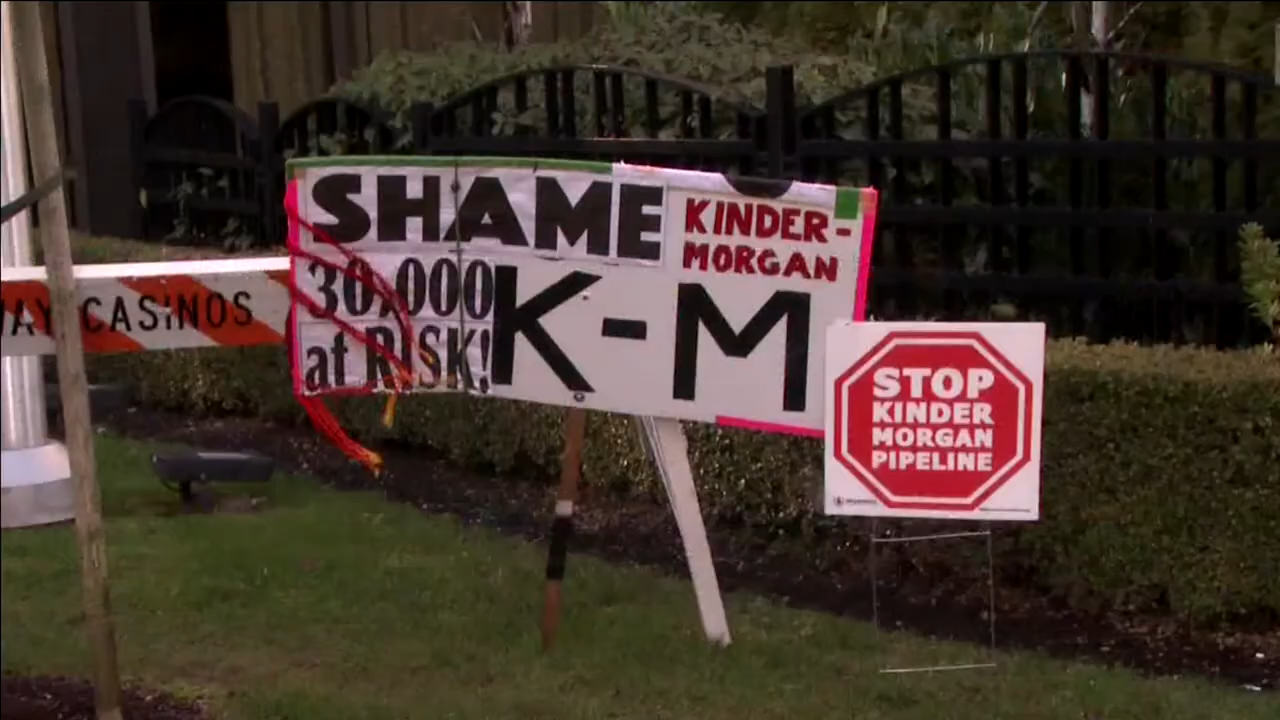 SHAME
KINDER-
MORGAN
30,000
at RISK!
K-M
CASINOS
STOP
KINDER
MORGAN
PIPELINE